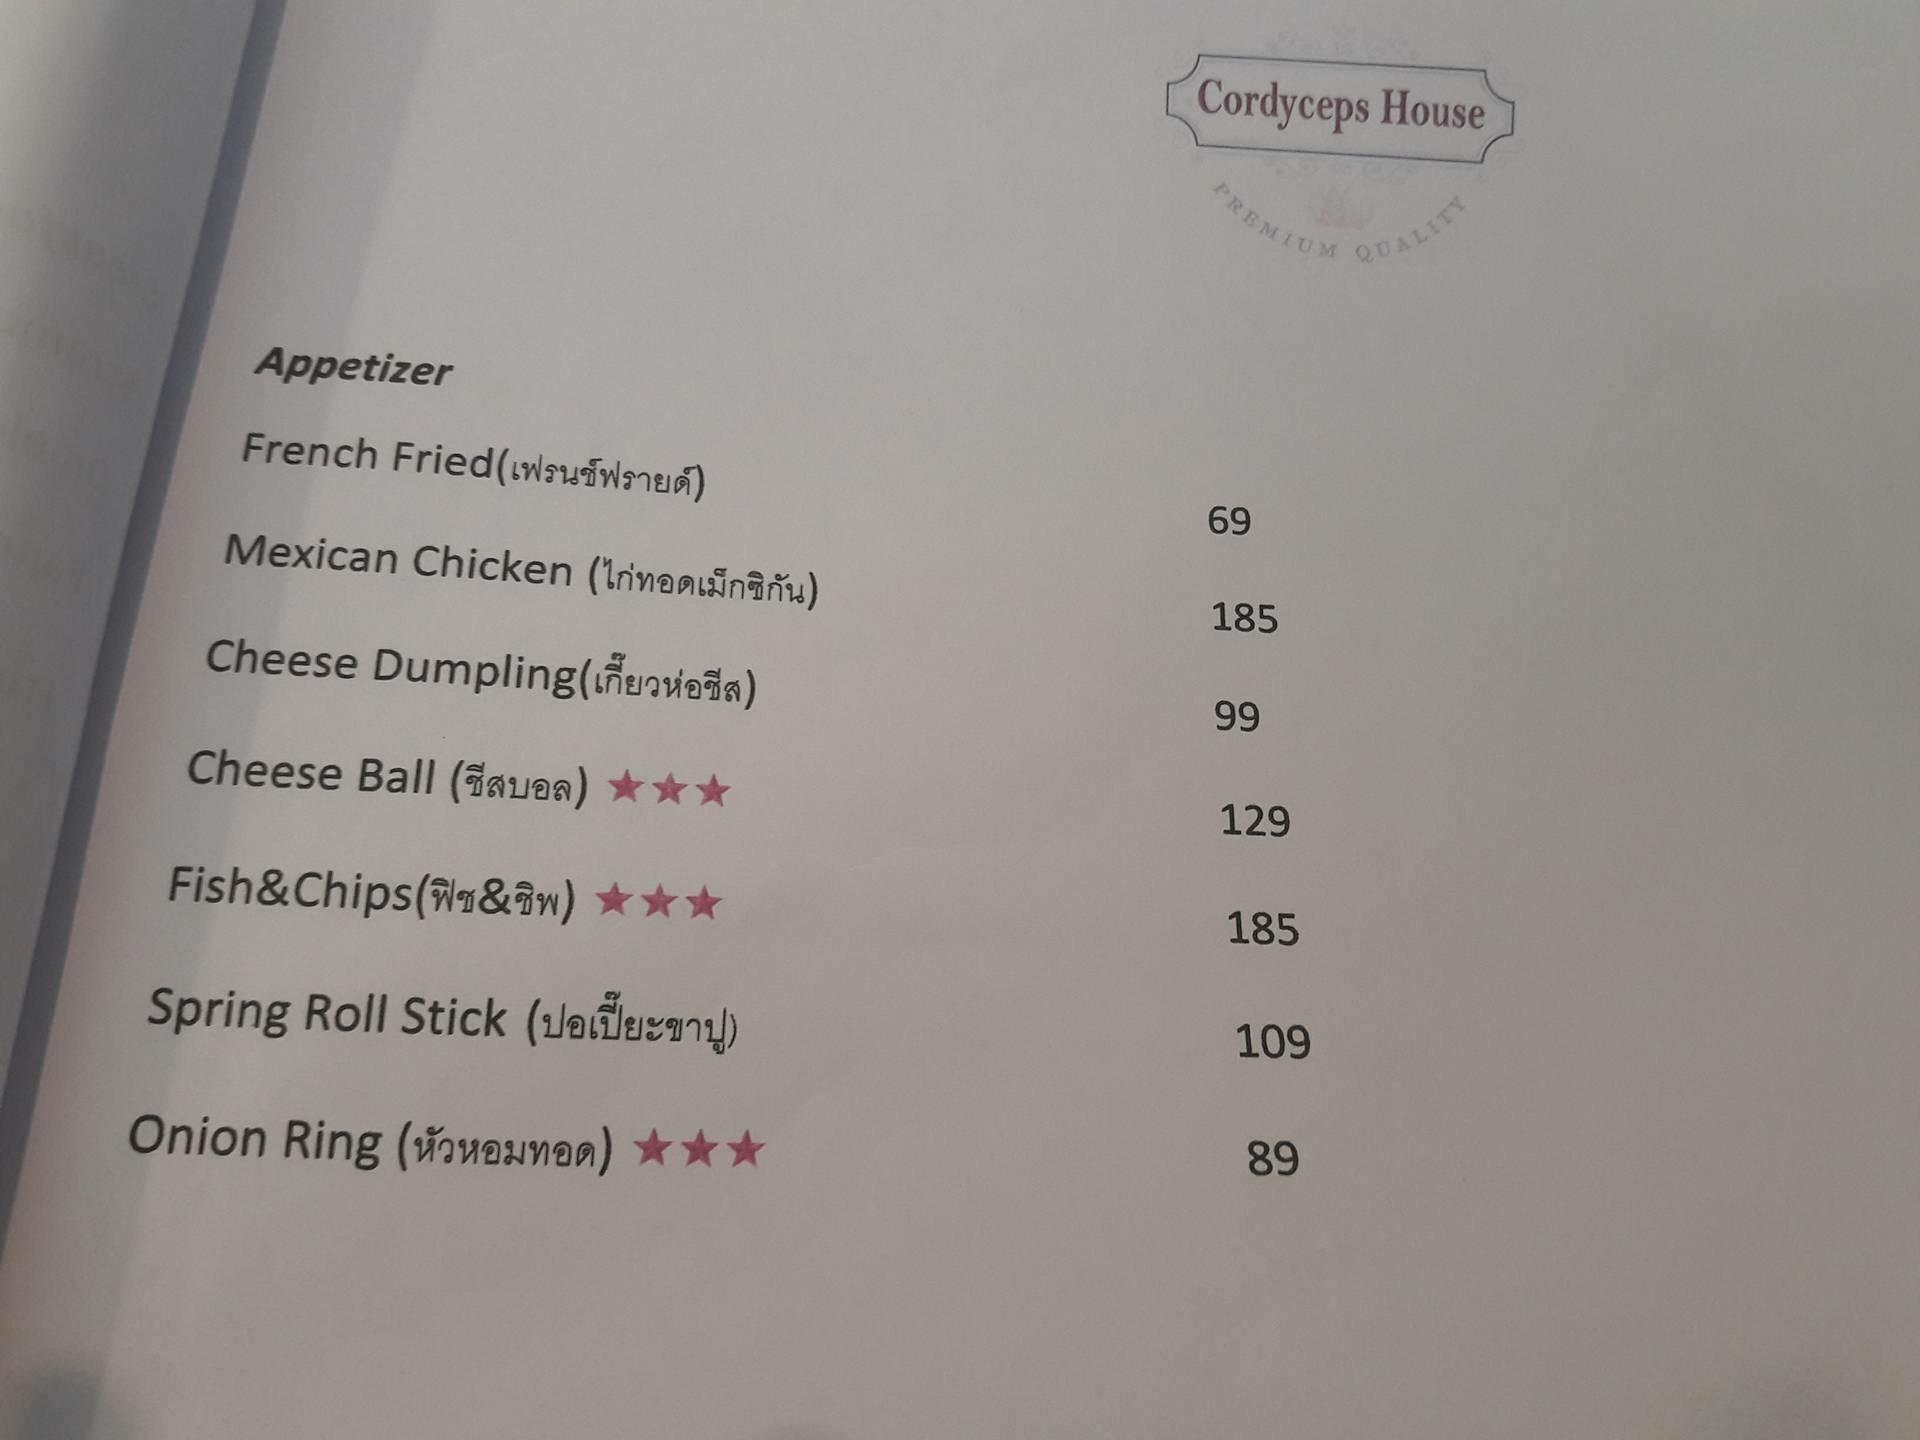 Cordyceps House
PREMIUM QUALITY
Appetizer
French Fried(เฟรนช์ฟรายด์) 69
Mexican Chicken (ไก่ทอดเม็กซิกัน) 185
Cheese Dumpling(เกี๊ยวห่อชีส) 99
Cheese Ball (ชีสบอล) ★★★ 129
Fish&Chips(ฟิช&ชิพ) ★★★ 185
Spring Roll Stick (ปอเปี๊ยะขาปู) 109
Onion Ring (หัวหอมทอด) ★★★ 89